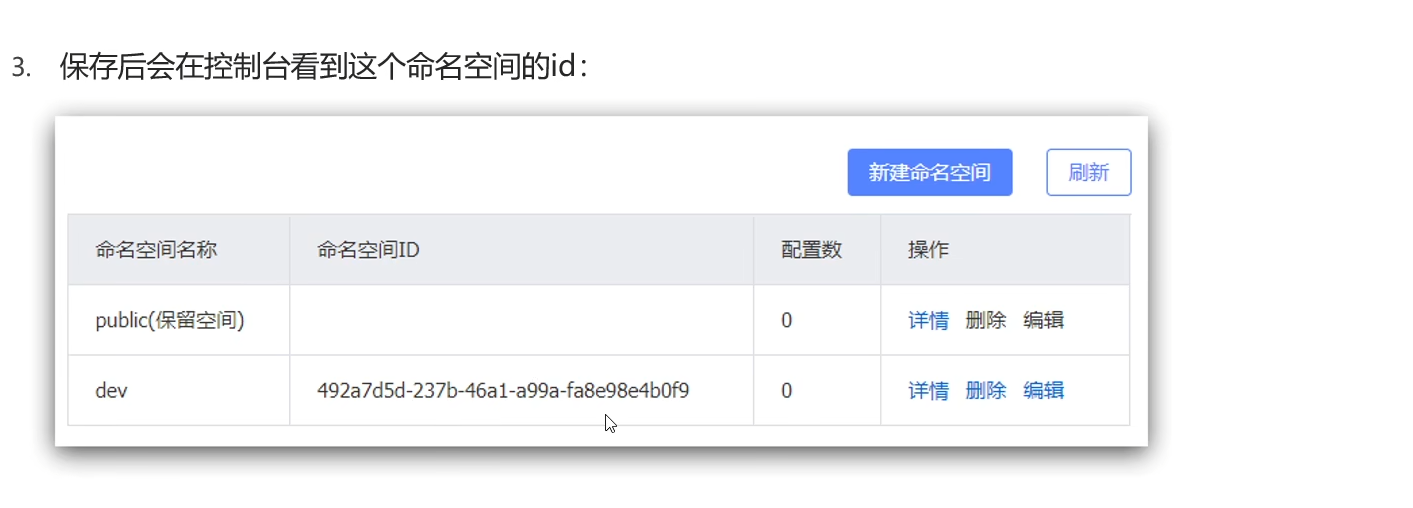 3. 保存后会在控制台看到这个命名空间的id：
新建命名空间 刷新
命名空间名称 命名空间ID 配置数 操作
public(保留空间) 0 详情 删除 编辑
dev 492a7d5d-237b-46a1-a99a-fa8e98e4b0f9 0 详情 删除 编辑